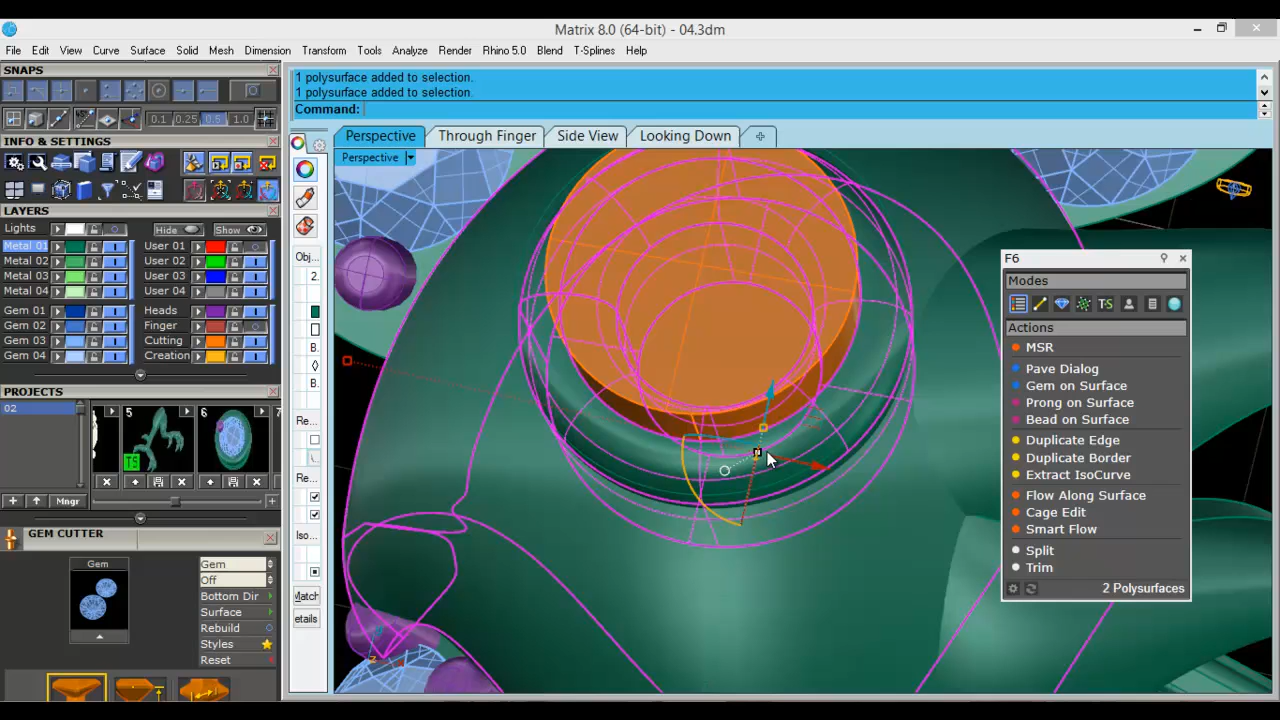 Matrix 8.0 (64-bit) - 04.3dm
File Edit View Curve Surface Solid Mesh Dimension Transform Tools Analyze Render Rhino 5.0 Blend T-Splines Help
SNAPS
0.1 0.25 0.5 1.0
INFO & SETTINGS
LAYERS
Lights Hide Show
Metal 01 User 01
Metal 02 User 02
Metal 03 User 03
Metal 04 User 04
Gem 01 Heads
Gem 02 Finger
Gem 03 Cutting
Gem 04 Creation
PROJECTS
02 5 6 7
TS
Mngr
GEM CUTTER
Gem Gem
Off
Bottom Dir
Surface
Rebuild
Styles
Reset
1 polysurface added to selection.
1 polysurface added to selection.
Command:
Perspective Through Finger Side View Looking Down
Perspective
Obj...
2.
B.
B.
Re...
Re...
Iso...
Match
etails
z
F6
Modes
T-S
Actions
MSR
Pave Dialog
Gem on Surface
Prong on Surface
Bead on Surface
Duplicate Edge
Duplicate Border
Extract IsoCurve
Flow Along Surface
Cage Edit
Smart Flow
Split
Trim
2 Polysurfaces